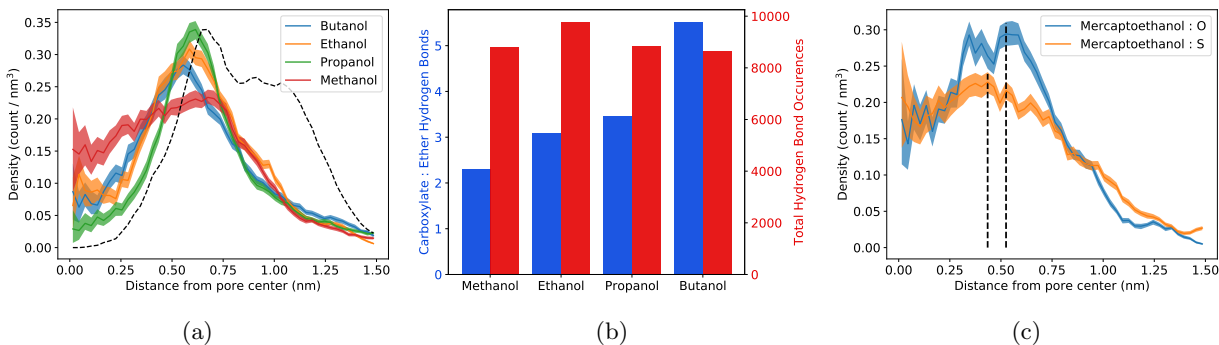 0.35
0.30
0.25
0.20
0.15
0.10
0.05
0.00
Density (count / nm³)
Butanol
Ethanol
Propanol
Methanol
0.00 0.25 0.50 0.75 1.00 1.25 1.50
Distance from pore center (nm)
(a)
Carboxylate : Ether Hydrogen Bonds
5
4
3
2
1
0
Methanol Ethanol Propanol Butanol
10000
8000
6000
4000
2000
0
Total Hydrogen Bond Occurences
(b)
Density (count / nm³)
0.30
0.25
0.20
0.15
0.10
0.05
0.00
Mercaptoethanol : O
Mercaptoethanol : S
0.00 0.25 0.50 0.75 1.00 1.25 1.50
Distance from pore center (nm)
(c)